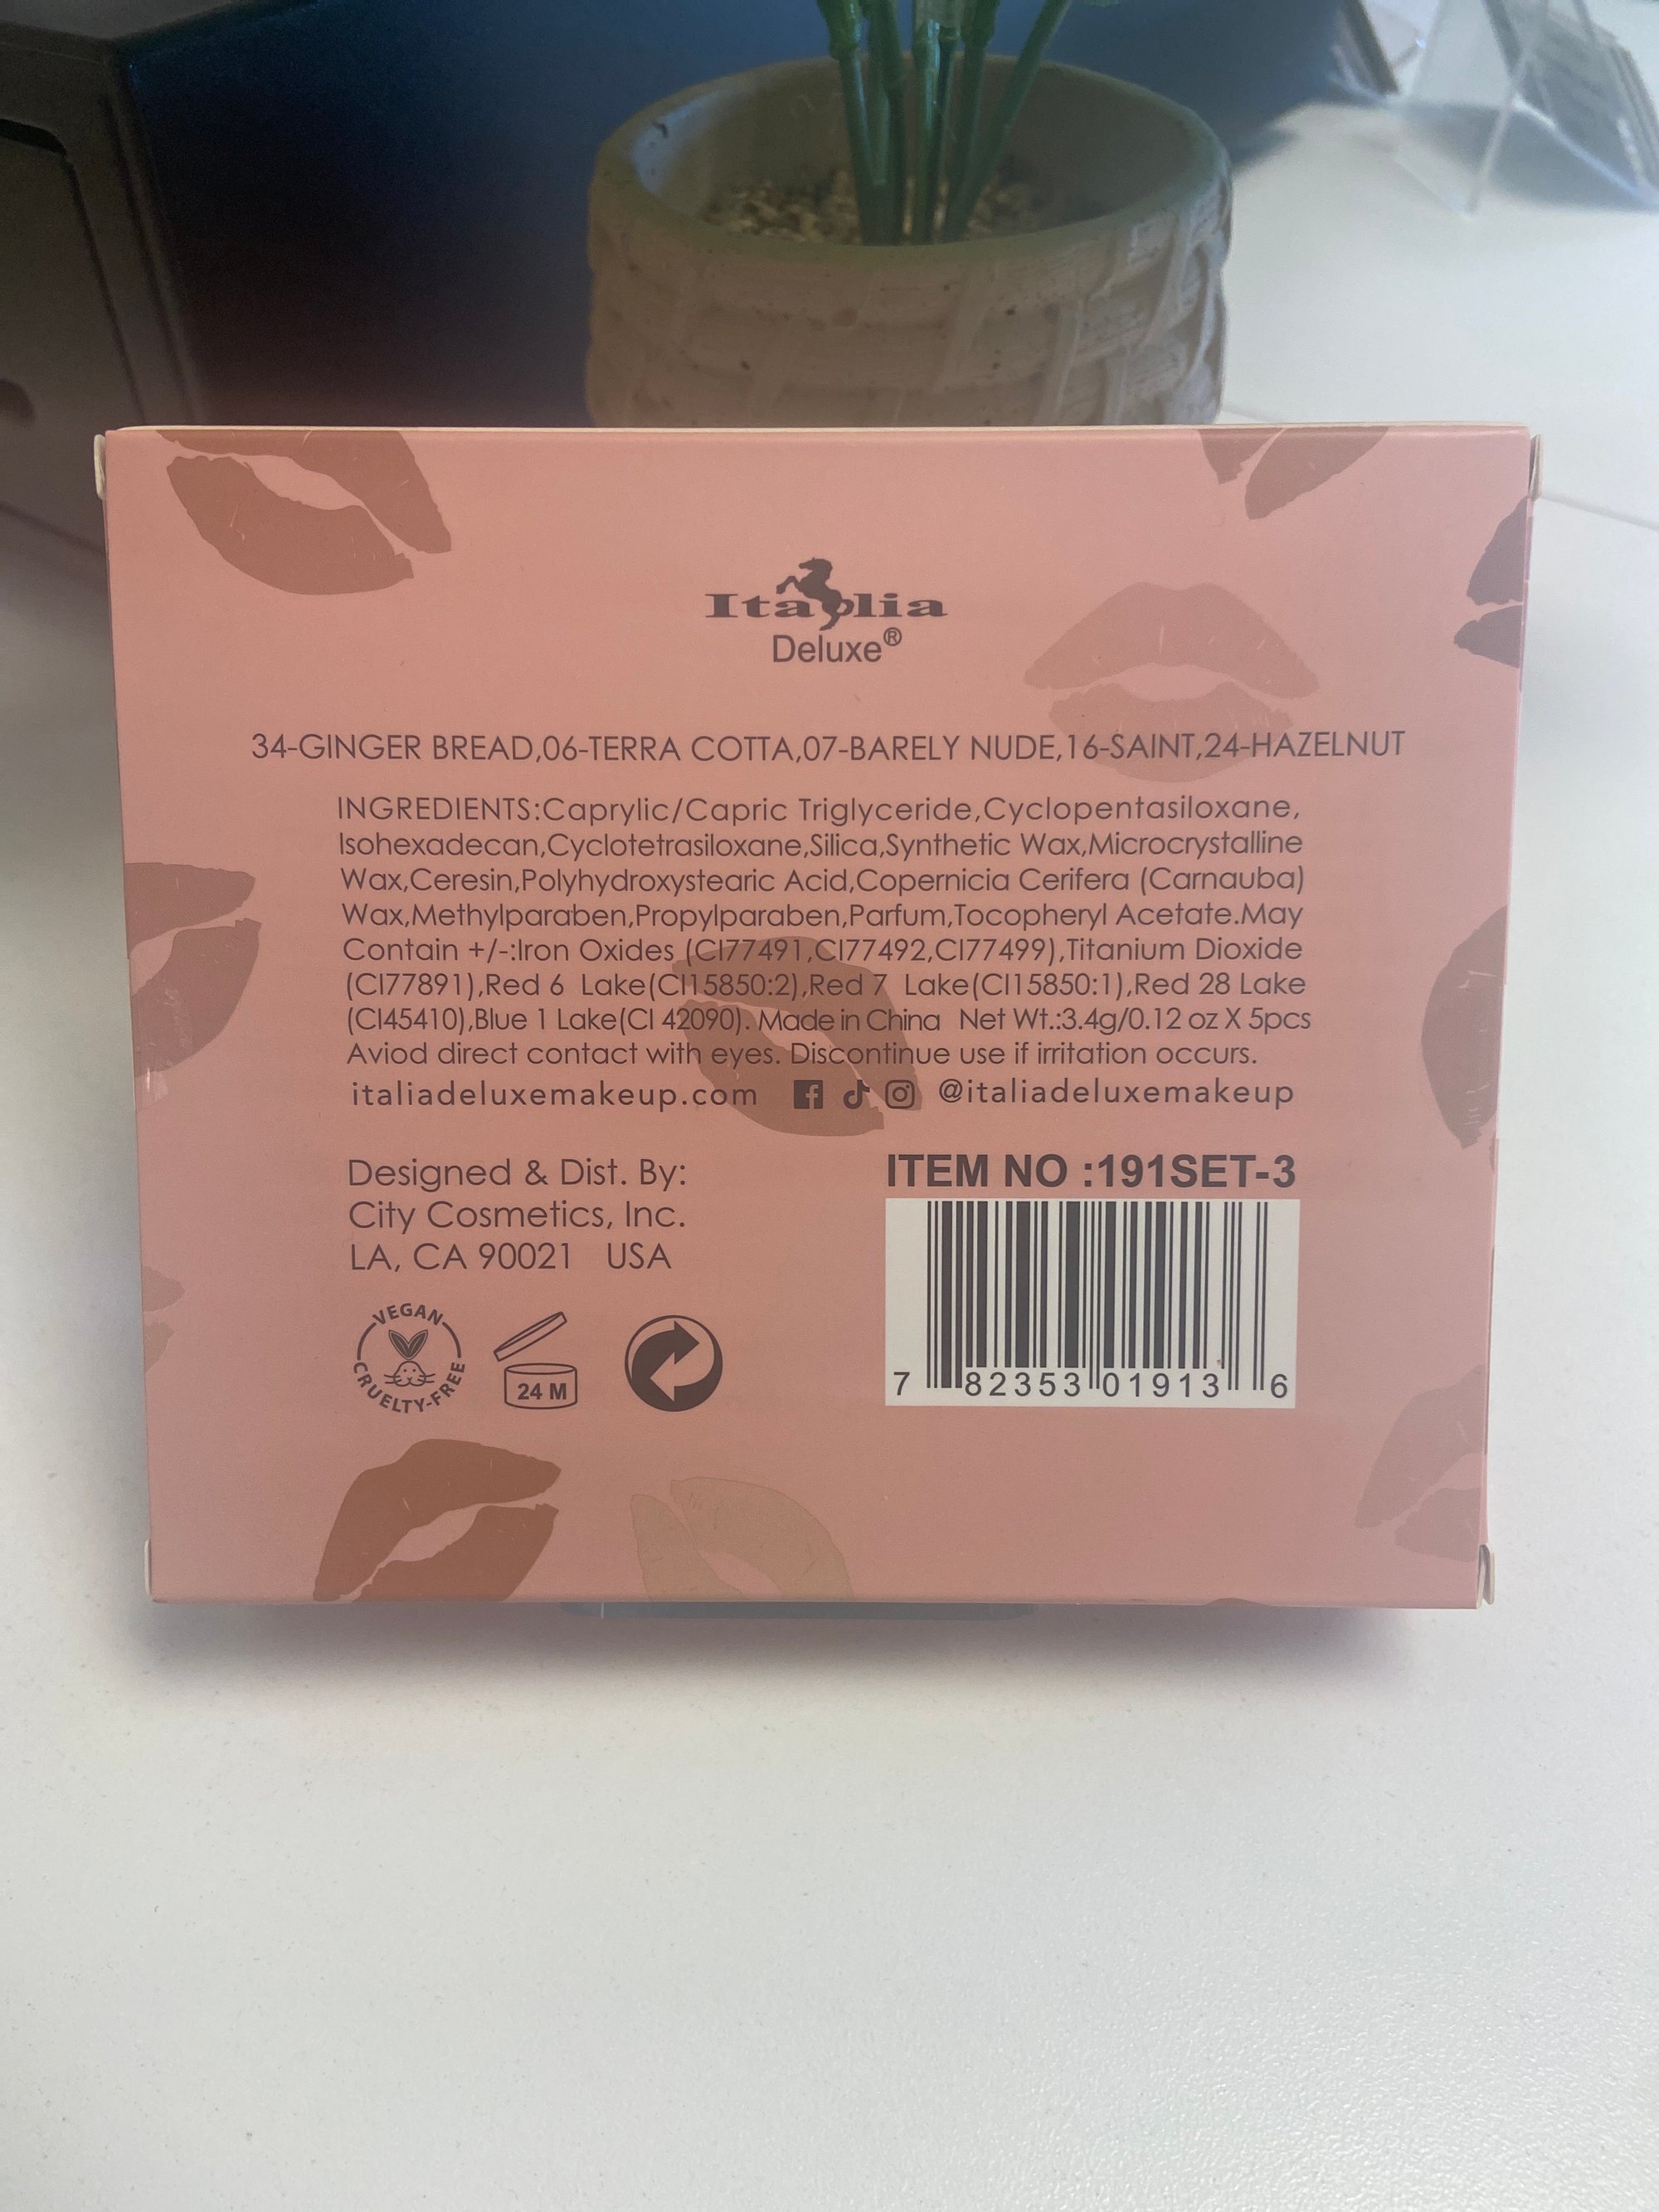 Italia
Deluxe®
34-GINGER BREAD,06-TERRA COTTA,07-BARELY NUDE,16-SAINT,24-HAZELNUT
INGREDIENTS:Caprylic/Capric Triglyceride,Cyclopentasiloxane,
Isohexadecan,Cyclotetrasiloxane,Silica,Synthetic Wax,Microcrystalline
Wax,Ceresin,Polyhydroxystearic Acid,Copernicia Cerifera (Carnauba)
Wax,Methylparaben,Propylparaben,Parfum,Tocopheryl Acetate.May
Contain +/-:Iron Oxides (CI77491,CI77492,CI77499),Titanium Dioxide
(CI77891),Red 6 Lake(CI15850:2),Red 7 Lake(CI15850:1),Red 28 Lake
(CI45410),Blue 1 Lake(CI 42090). Made in China Net Wt.:3.4g/0.12 oz X 5pcs
Aviod direct contact with eyes. Discontinue use if irritation occurs.
italiadeluxemakeup.com @italiadeluxemakeup
Designed & Dist. By:
City Cosmetics, Inc.
LA, CA 90021 USA
VEGAN
CRUELTY-FREE
24 M
ITEM NO :191SET-3
7 82353 01913 6